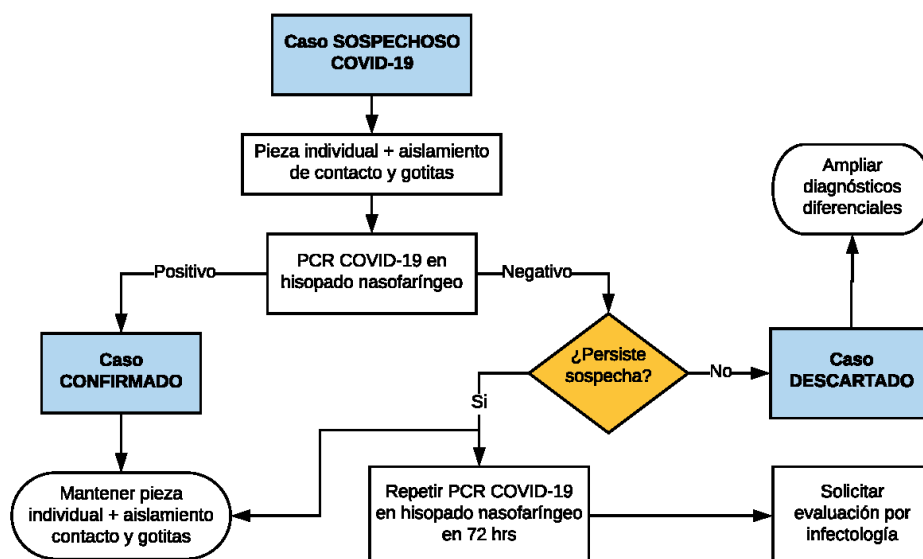 Caso SOSPECHOSO
COVID-19
Pieza individual + aislamiento
de contacto y gotitas
Ampliar
diagnósticos
diferenciales
PCR COVID-19 en
hisopado nasofaríngeo
Positivo
Negativo
Caso
CONFIRMADO
¿Persiste
sospecha?
No
Caso
DESCARTADO
Si
Mantener pieza
individual + aislamiento
contacto y gotitas
Repetir PCR COVID-19
en hisopado nasofaríngeo
en 72 hrs
Solicitar
evaluación por
infectología